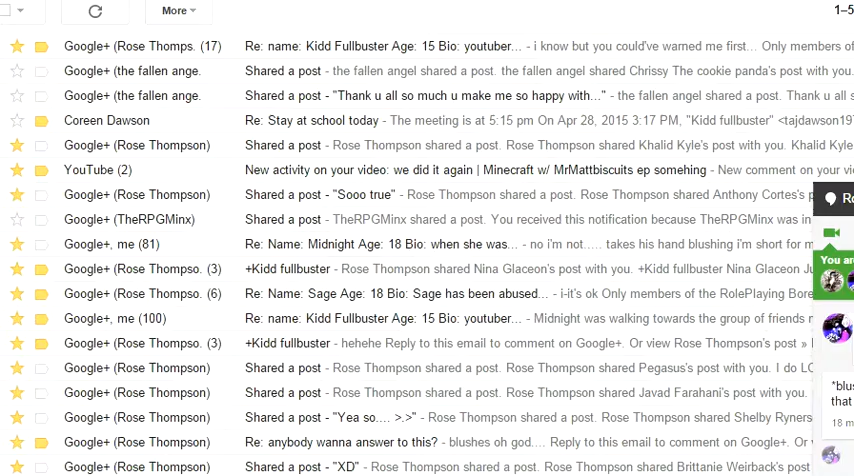 More
1–5
Google+ (Rose Thomps. (17) Re: name: Kidd Fullbuster Age: 15 Bio: youtuber... - i know but you could've warned me first... Only members of
Google+ (the fallen ange. Shared a post - the fallen angel shared a post. the fallen angel shared Chrissy The cookie panda's post with you.
Google+ (the fallen ange. Shared a post - "Thank u all so much u make me so happy with..." - the fallen angel shared a post. Thank u all s
Coreen Dawson Re: Stay at school today - The meeting is at 5:15 pm On Apr 28, 2015 3:17 PM, "Kidd fullbuster" <tajdawson197
Google+ (Rose Thompson) Shared a post - Rose Thompson shared a post. Rose Thompson shared Khalid Kyle's post with you. Khalid Kyle
YouTube (2) New activity on your video: we did it again | Minecraft w/ MrMattbiscuits ep somehing - New comment on your vi
Google+ (Rose Thompson) Shared a post - "Sooo true" - Rose Thompson shared a post. Rose Thompson shared Anthony Cortes's p
Google+ (TheRPGMinx) Shared a post - TheRPGMinx shared a post. You received this notification because TheRPGMinx was in
Google+, me (81) Re: Name: Midnight Age: 18 Bio: when she was... - no i'm not..... takes his hand blushing i'm short for m
Google+ (Rose Thompso. (3) +Kidd fullbuster - Rose Thompson shared Nina Glaceon's post with you. +Kidd fullbuster Nina Glaceon Ju
Google+ (Rose Thompso. (6) Re: Name: Sage Age: 18 Bio: Sage has been abused... - i-it's ok Only members of the RolePlaying Bore
Google+, me (100) Re: name: Kidd Fullbuster Age: 15 Bio: youtuber... - Midnight was walking towards the group of friends
Google+ (Rose Thompso. (3) +Kidd fullbuster - hehehe Reply to this email to comment on Google+. Or view Rose Thompson's post »
Google+ (Rose Thompson) Shared a post - Rose Thompson shared a post. Rose Thompson shared Pegasus's post with you. I do LO
Google+ (Rose Thompson) Shared a post - Rose Thompson shared a post. Rose Thompson shared Javad Farahani's post with you.
Google+ (Rose Thompson) Shared a post - "Yea so.... >.>" - Rose Thompson shared a post. Rose Thompson shared Shelby Ryners
Google+ (Rose Thompson) Re: anybody wanna answer to this? - blushes oh god.... Reply to this email to comment on Google+. Or v
Google+ (Rose Thompson) Shared a post - "XD" - Rose Thompson shared a post. Rose Thompson shared Brittanie Weirback's post
Ro
You are
*blus
that
18 m